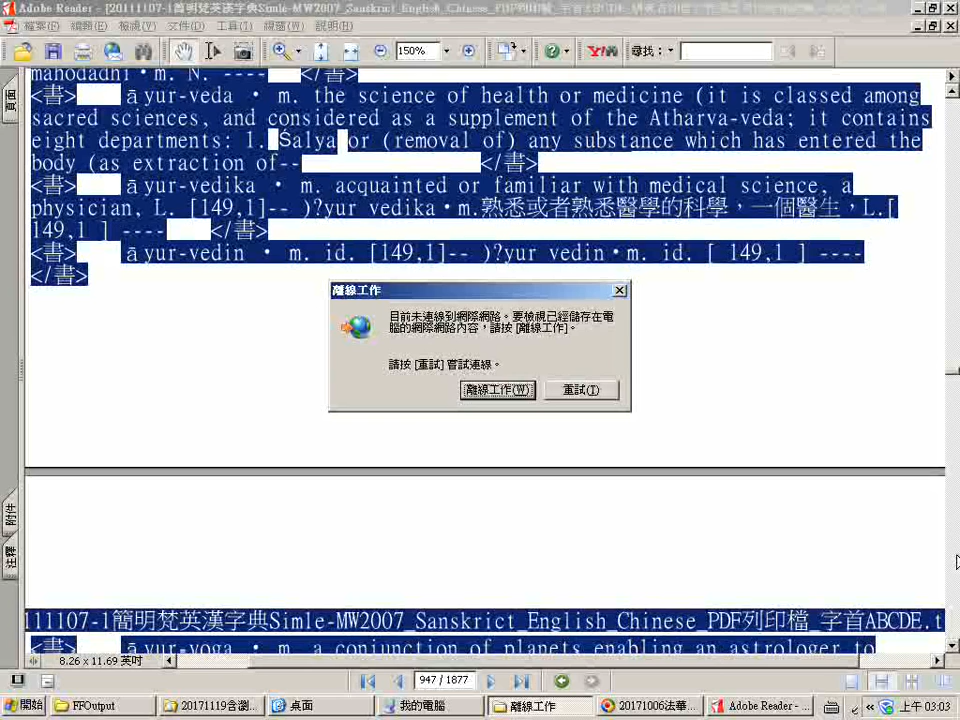 Adobe Reader - [20111107-1簡明梵英漢字典Simle-MW2007_Sanskrict_English_Chinese_PDF列印檔_字首ABCDE.t
檔案(F) 編輯(E) 檢視(V) 文件(D) 工具(T) 視窗(W) 說明(H)
150% 尋找:
頁面
mahodadhi‧m. N. ---- </書>
<書> āyur-veda ‧ m. the science of health or medicine (it is classed among
sacred sciences, and considered as a supplement of the Atharva-veda; it contains
eight departments: 1. Śalya or (removal of) any substance which has entered the
body (as extraction of-- </書>
<書> āyur-vedika ‧ m. acquainted or familiar with medical science, a
physician, L. [149,1]-- )?yur vedika‧m.熟悉或者熟悉醫學的科學，一個醫生，L.[
149,1 ] ---- </書>
<書> āyur-vedin ‧ m. id. [149,1]-- )?yur vedin‧m. id. [ 149,1 ] ----
</書>
離線工作
目前未連線到網際網路。要檢視已經儲存在電
腦的網際網路內容，請按 [離線工作]。
請按 [重試] 嘗試連線。
離線工作(W) 重試(T)
附件
注釋
111107-1簡明梵英漢字典Simle-MW2007_Sanskrict_English_Chinese_PDF列印檔_字首ABCDE.t
<書> āyur-yoga ‧ m. a conjunction of planets enabling an astrologer to
8.26 x 11.69 英吋
947 / 1877
開始 FFOutput 20171119含瀏... 桌面 我的電腦 離線工作 20171006法華... Adobe Reader - ... 上午 03:03